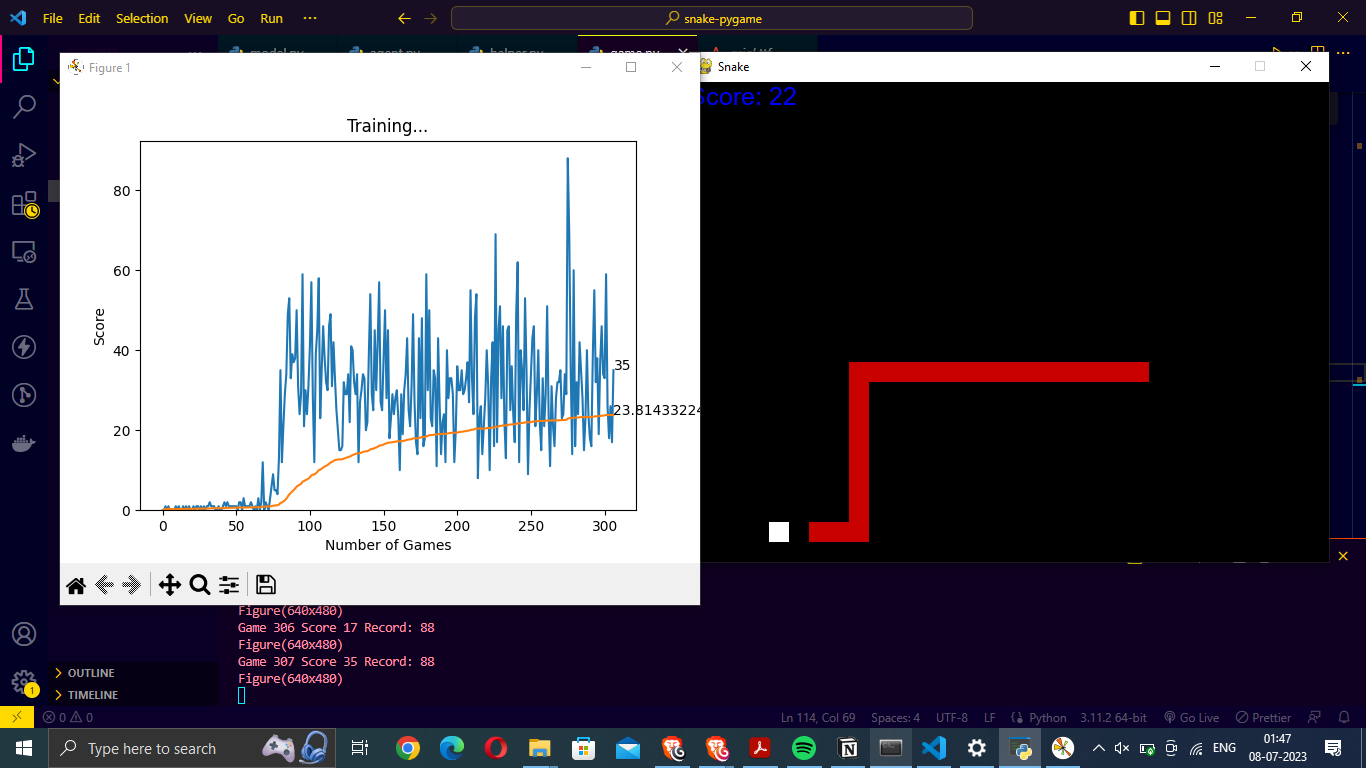 File Edit Selection View Go Run ···
snake-pygame
Figure 1
Snake
Score: 22
Training...
80
60
40
20
0
Score
35
23.81433224
0 50 100 150 200 250 300
Number of Games
Figure(640x480)
Game 306 Score 17 Record: 88
Figure(640x480)
Game 307 Score 35 Record: 88
Figure(640x480)
OUTLINE
TIMELINE
1
0 0
Ln 114, Col 69 Spaces: 4 UTF-8 LF Python 3.11.2 64-bit Go Live Prettier
Type here to search
ENG
01:47
08-07-2023